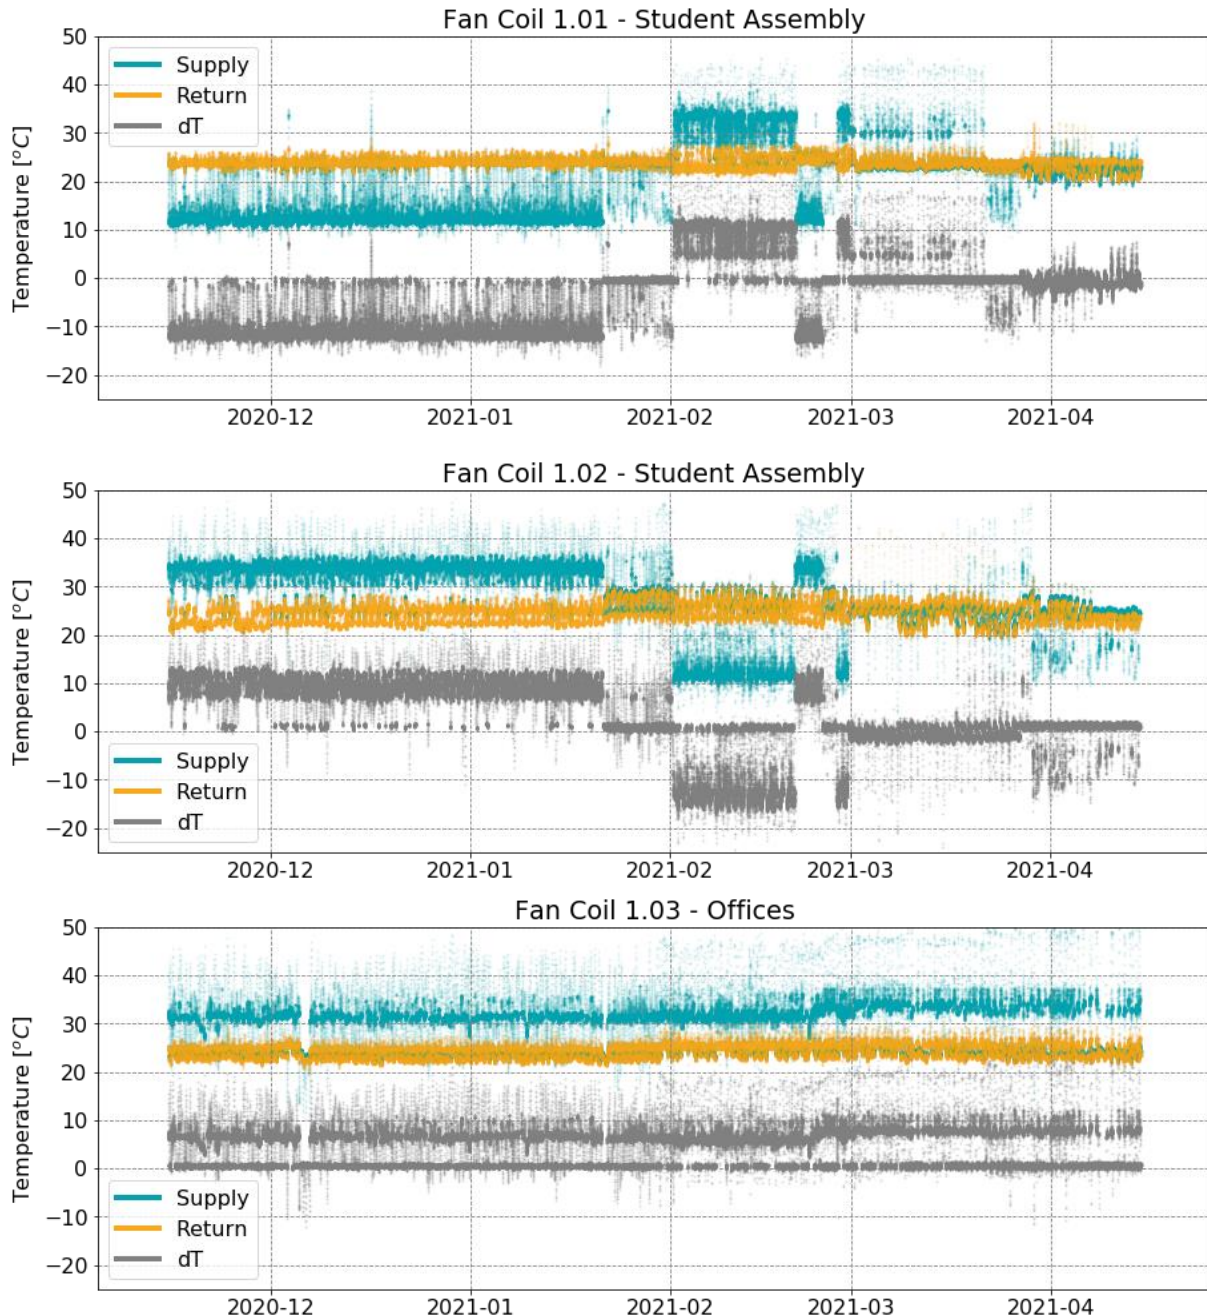 Fan Coil 1.01 - Student Assembly
50
40
30
20
10
0
−10
−20
Temperature [°C]
Supply
Return
dT
2020-12 2021-01 2021-02 2021-03 2021-04
Fan Coil 1.02 - Student Assembly
50
40
30
20
10
0
−10
−20
Temperature [°C]
Supply
Return
dT
2020-12 2021-01 2021-02 2021-03 2021-04
Fan Coil 1.03 - Offices
50
40
30
20
10
0
−10
−20
Temperature [°C]
Supply
Return
dT
2020-12 2021-01 2021-02 2021-03 2021-04